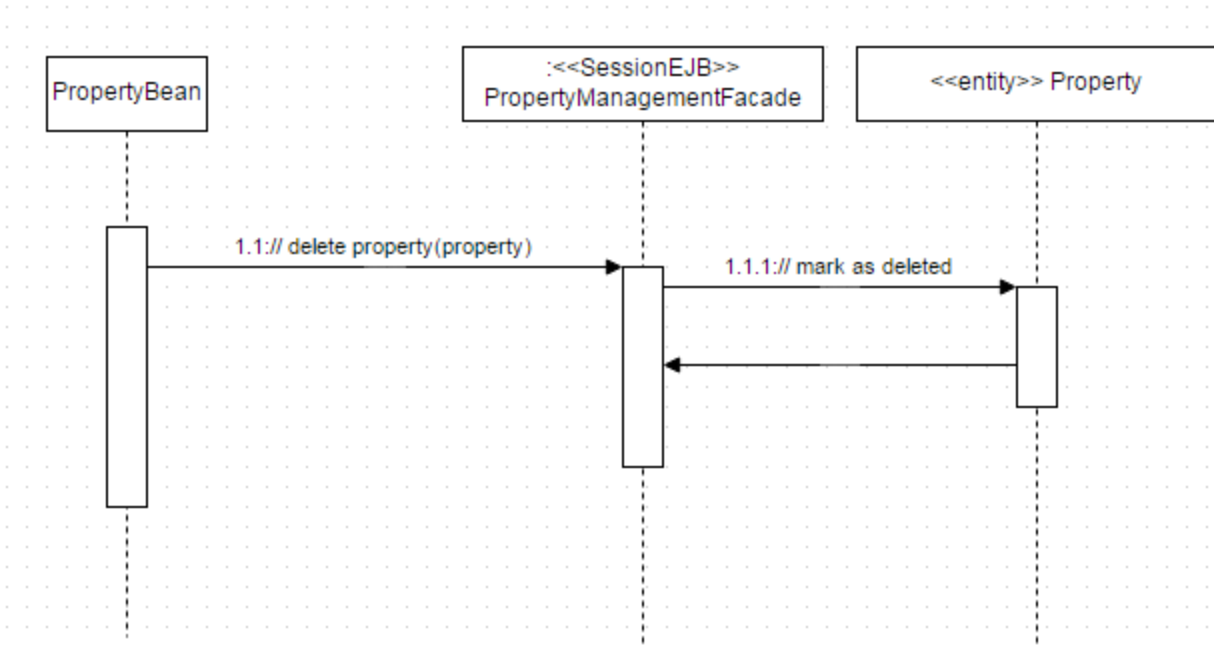 PropertyBean
:<<SessionEJB>>
PropertyManagementFacade
<<entity>> Property
1.1:// delete property(property)
1.1.1:// mark as deleted